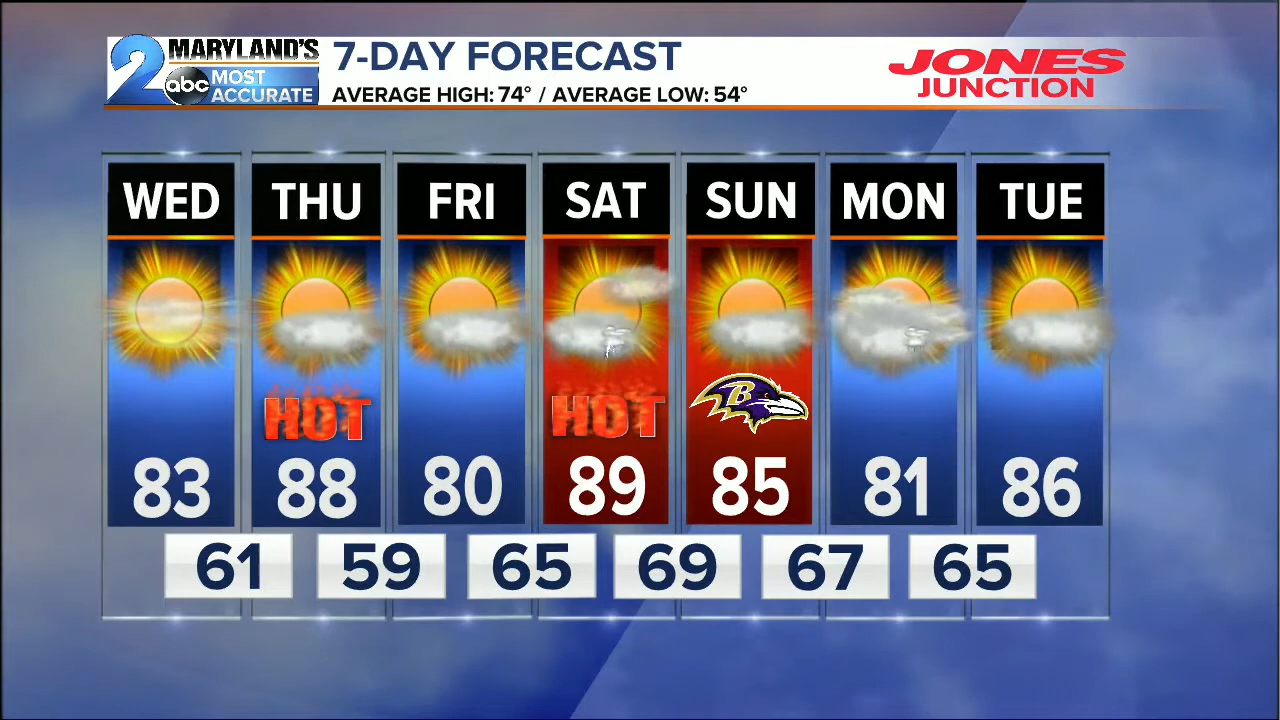 2 MARYLAND'S
abc MOST
ACCURATE
7-DAY FORECAST
AVERAGE HIGH: 74° / AVERAGE LOW: 54°
JONES
JUNCTION
WED THU FRI SAT SUN MON TUE
HOT HOT B
83 88 80 89 85 81 86
61 59 65 69 67 65